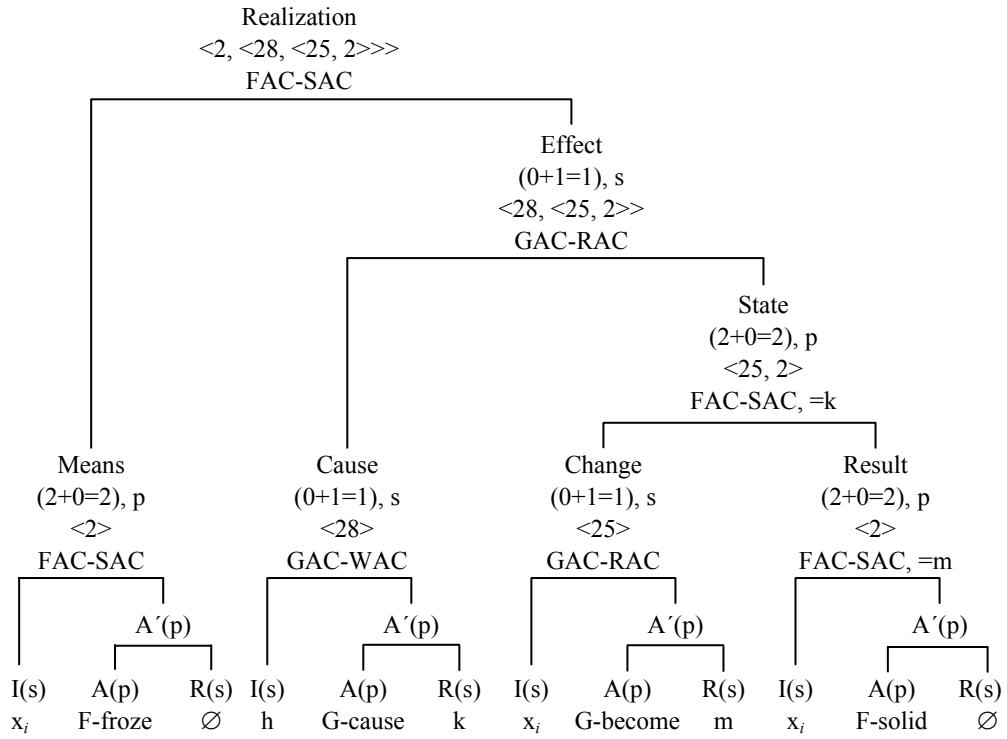 Realization
<2, <28, <25, 2>>>
FAC-SAC
Effect
(0+1=1), s
<28, <25, 2>>
GAC-RAC
State
(2+0=2), p
<25, 2>
FAC-SAC, =k
Means Cause Change Result
(2+0=2), p (0+1=1), s (0+1=1), s (2+0=2), p
<2> <28> <25> <2>
FAC-SAC GAC-WAC GAC-RAC FAC-SAC, =m
A´(p) A´(p) A´(p) A´(p)
I(s) A(p) R(s) I(s) A(p) R(s) I(s) A(p) R(s) I(s) A(p) R(s)
xᵢ F-froze ∅ h G-cause k xᵢ G-become m xᵢ F-solid ∅